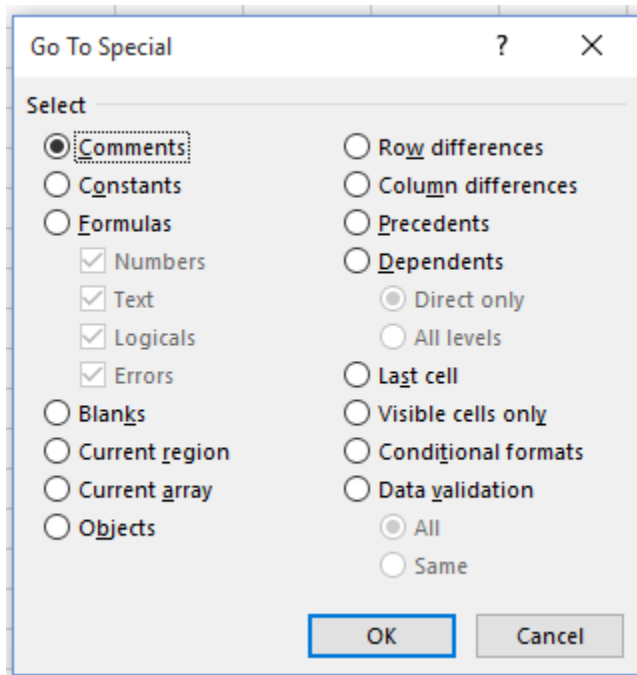 Go To Special ?
Select
Comments
Constants
Formulas
Numbers
Text
Logicals
Errors
Blanks
Current region
Current array
Objects
Row differences
Column differences
Precedents
Dependents
Direct only
All levels
Last cell
Visible cells only
Conditional formats
Data validation
All
Same
OK Cancel